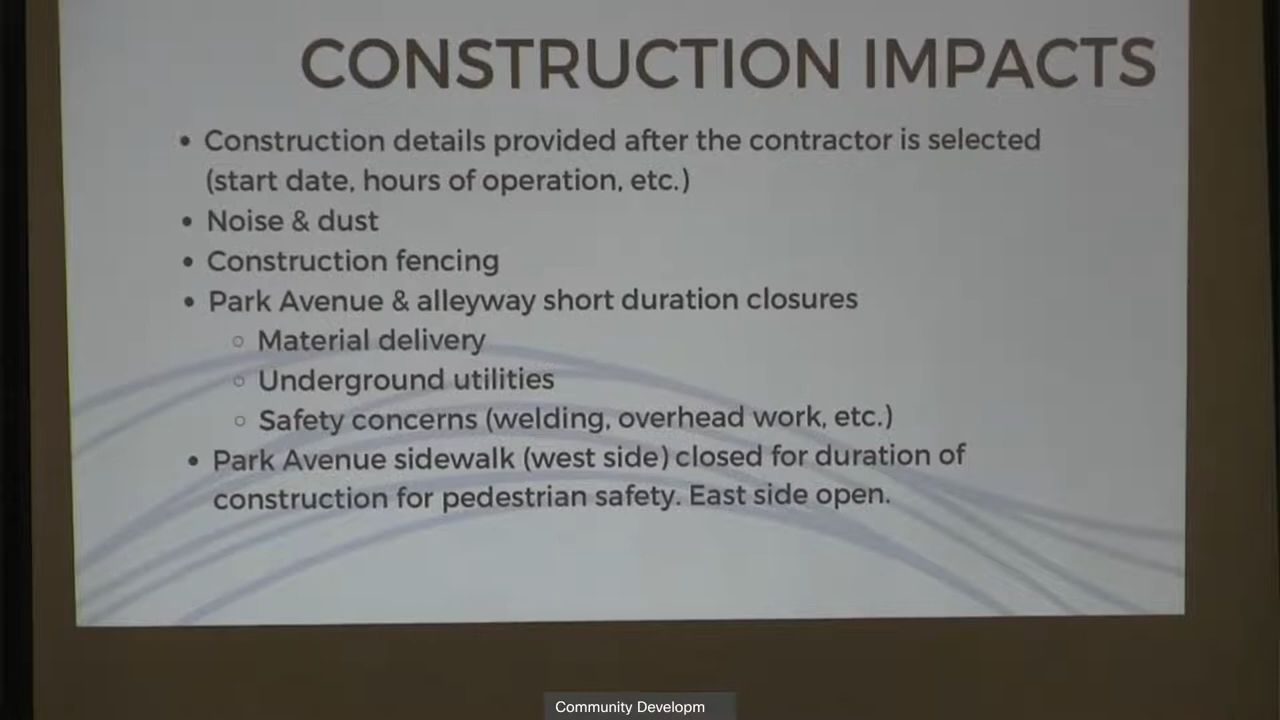 CONSTRUCTION IMPACTS
• Construction details provided after the contractor is selected
(start date, hours of operation, etc.)
• Noise & dust
• Construction fencing
• Park Avenue & alleyway short duration closures
○ Material delivery
○ Underground utilities
○ Safety concerns (welding, overhead work, etc.)
• Park Avenue sidewalk (west side) closed for duration of
construction for pedestrian safety. East side open.
Community Developm